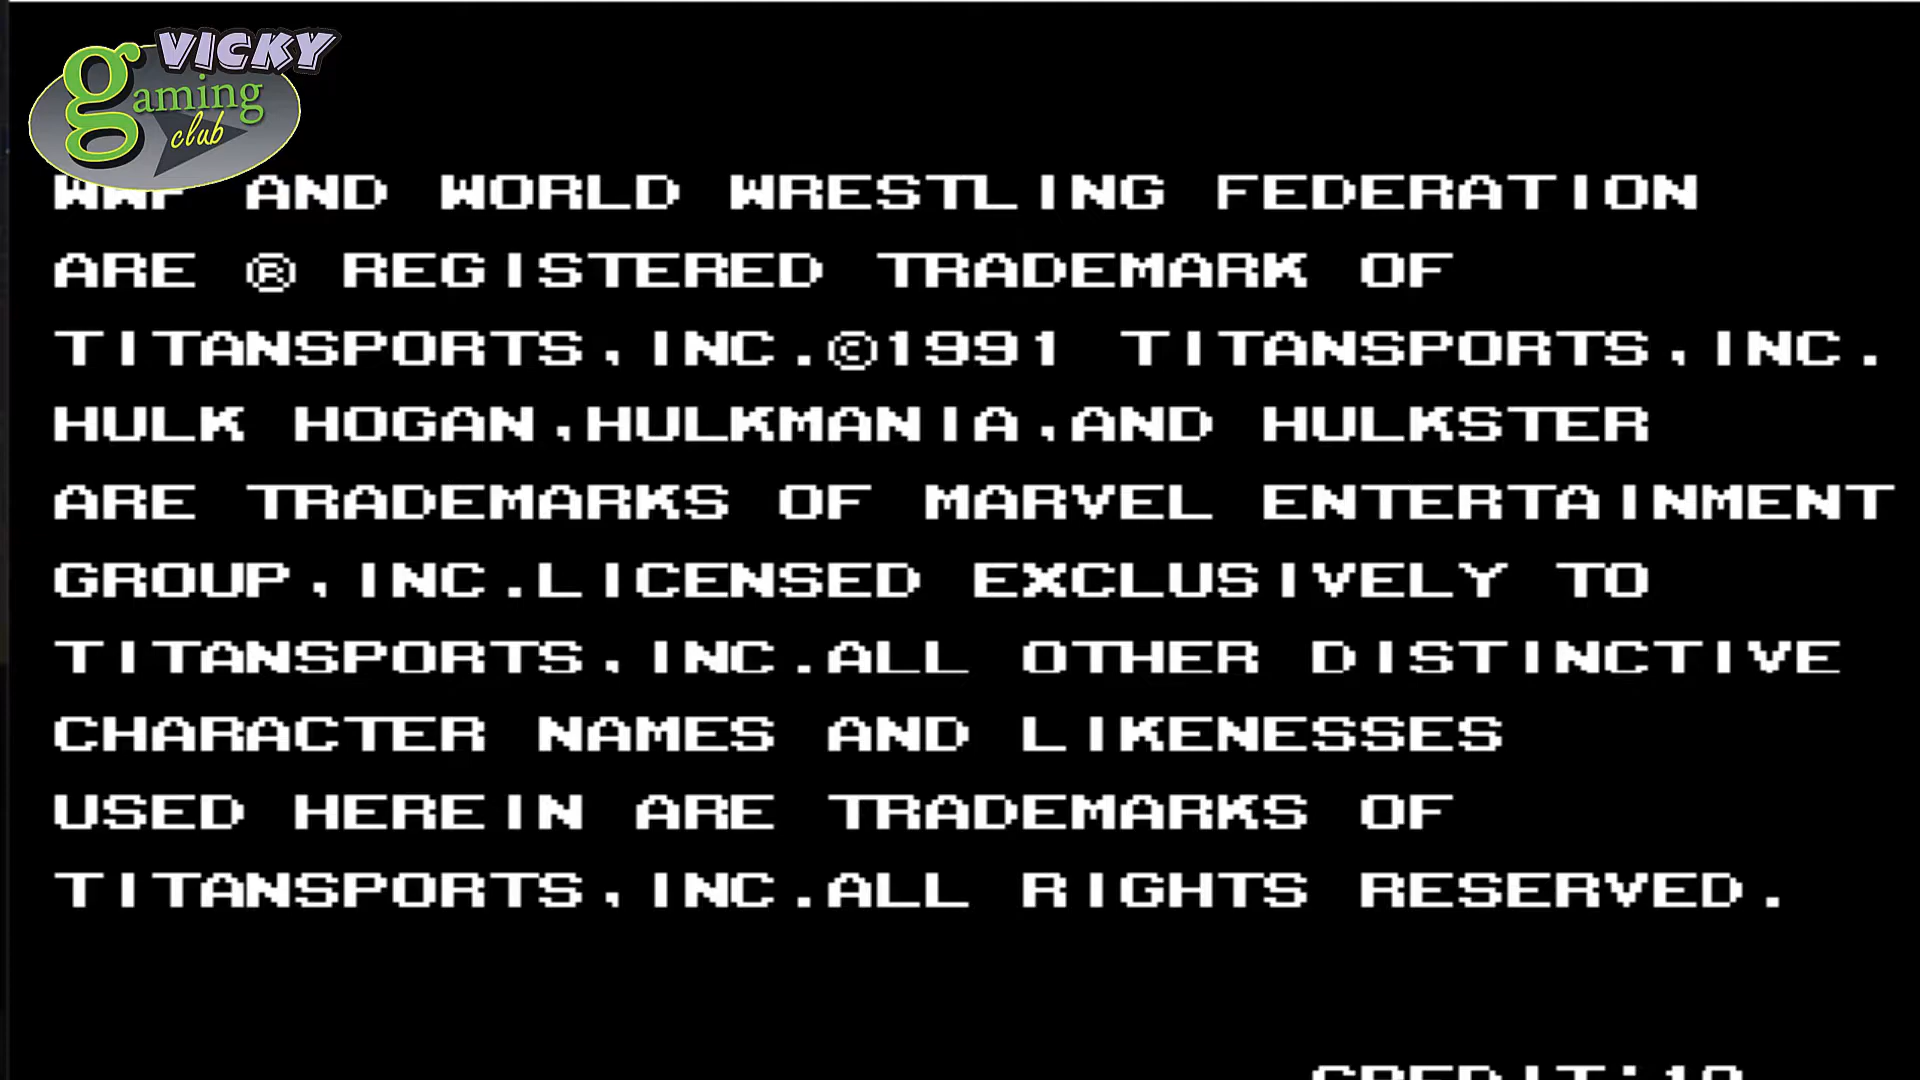 VICKY
gaming
club
WWF AND WORLD WRESTLING FEDERATION
ARE ® REGISTERED TRADEMARK OF
TITANSPORTS,INC.©1991 TITANSPORTS,INC.
HULK HOGAN,HULKMANIA,AND HULKSTER
ARE TRADEMARKS OF MARVEL ENTERTAINMENT
GROUP,INC.LICENSED EXCLUSIVELY TO
TITANSPORTS,INC.ALL OTHER DISTINCTIVE
CHARACTER NAMES AND LIKENESSES
USED HEREIN ARE TRADEMARKS OF
TITANSPORTS,INC.ALL RIGHTS RESERVED.
CREDIT: